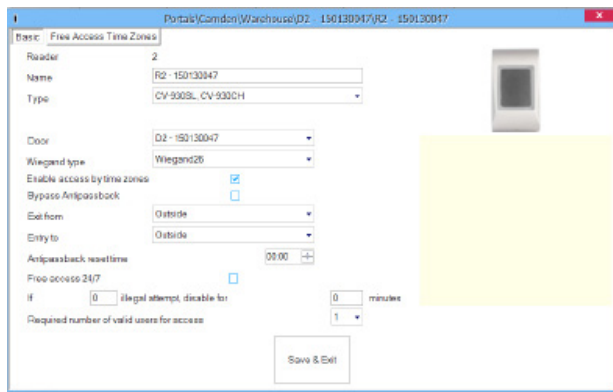 Portals\Camden\Warehouse\D2 - 150130047\R2 - 150130047
Basic Free Access Time Zones
Reader 2
Name R2 - 150130047
Type CV-930SL, CV-930CH
Door D2 - 150130047
Wiegand type Wiegand26
Enable access by time zones
Bypass Antipassback
Exit from Outside
Entry to Outside
Antipassback reset time 00:00
Free access 24/7
If 0 illegal attempt, disable for 0 minutes
Required number of valid users for access 1
Save & Exit